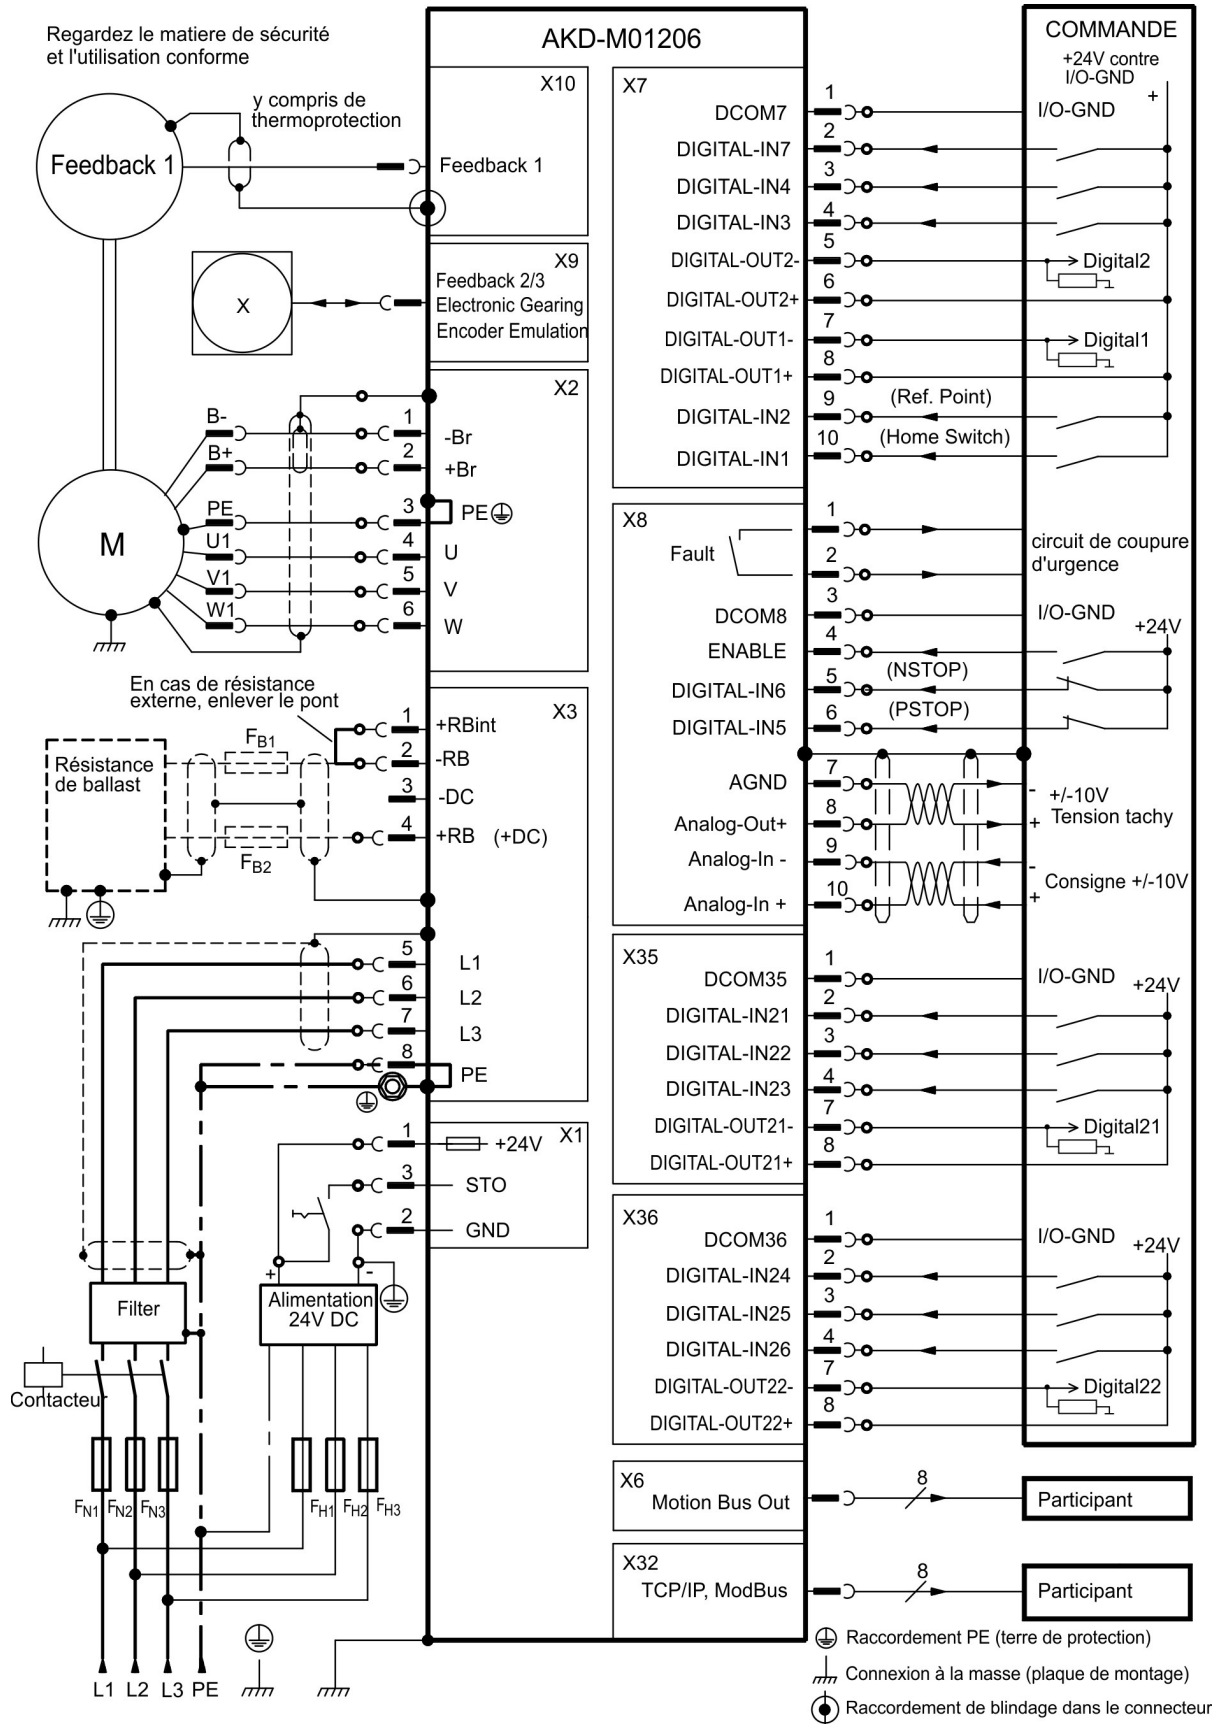 Regardez le matiere de sécurité
et l'utilisation conforme
AKD-M01206
COMMANDE
+24V contre
I/O-GND
+
y compris de
thermoprotection
Feedback 1
X10
Feedback 1
X9
Feedback 2/3
Electronic Gearing
Encoder Emulation
X
X2
B-
1
-Br
B+
2
+Br
PE
3
PE
U1
4
U
V1
5
V
W1
6
W
M
En cas de résistance
externe, enlever le pont
X3
1
+RBint
FB1
2
-RB
Résistance
de ballast
3
-DC
4
+RB (+DC)
FB2
5
L1
6
L2
7
L3
8
PE
X1
1
+24V
3
STO
2
GND
+
-
Alimentation
24V DC
Filter
Contacteur
FN1 FN2 FN3
FH1 FH2 FH3
L1 L2 L3 PE
X7
DCOM7
1
I/O-GND
DIGITAL-IN7
2
DIGITAL-IN4
3
DIGITAL-IN3
4
DIGITAL-OUT2-
5
Digital2
DIGITAL-OUT2+
6
DIGITAL-OUT1-
7
Digital1
DIGITAL-OUT1+
8
DIGITAL-IN2
9
(Ref. Point)
DIGITAL-IN1
10
(Home Switch)
X8
Fault
1
2
circuit de coupure
d'urgence
DCOM8
3
I/O-GND
+24V
ENABLE
4
DIGITAL-IN6
5
(NSTOP)
DIGITAL-IN5
6
(PSTOP)
AGND
7
-
+/-10V
Tension tachy
Analog-Out+
8
+
Analog-In -
9
-
Consigne +/-10V
Analog-In +
10
+
X35
DCOM35
1
I/O-GND
+24V
DIGITAL-IN21
2
DIGITAL-IN22
3
DIGITAL-IN23
4
DIGITAL-OUT21-
7
Digital21
DIGITAL-OUT21+
8
X36
DCOM36
1
I/O-GND
+24V
DIGITAL-IN24
2
DIGITAL-IN25
3
DIGITAL-IN26
4
DIGITAL-OUT22-
7
Digital22
DIGITAL-OUT22+
8
X6
Motion Bus Out
8
Participant
X32
TCP/IP, ModBus
8
Participant
Raccordement PE (terre de protection)
Connexion à la masse (plaque de montage)
Raccordement de blindage dans le connecteur